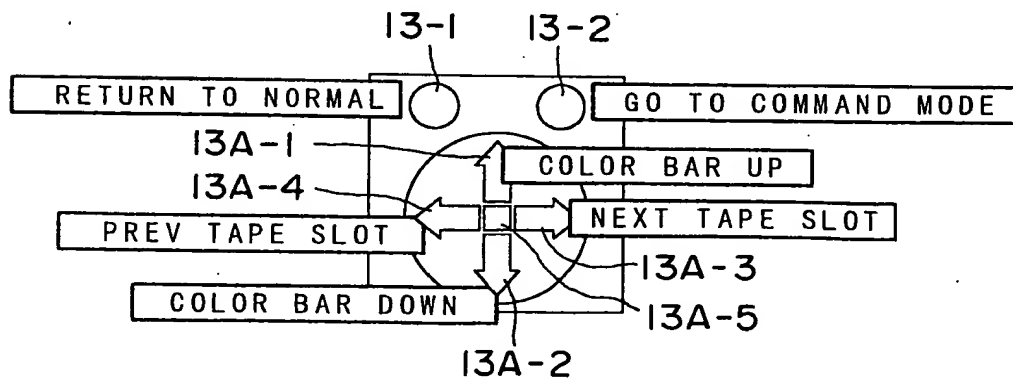 13-1 13-2
RETURN TO NORMAL GO TO COMMAND MODE
13A-1 COLOR BAR UP
13A-4
PREV TAPE SLOT NEXT TAPE SLOT
13A-3
COLOR BAR DOWN 13A-5
13A-2